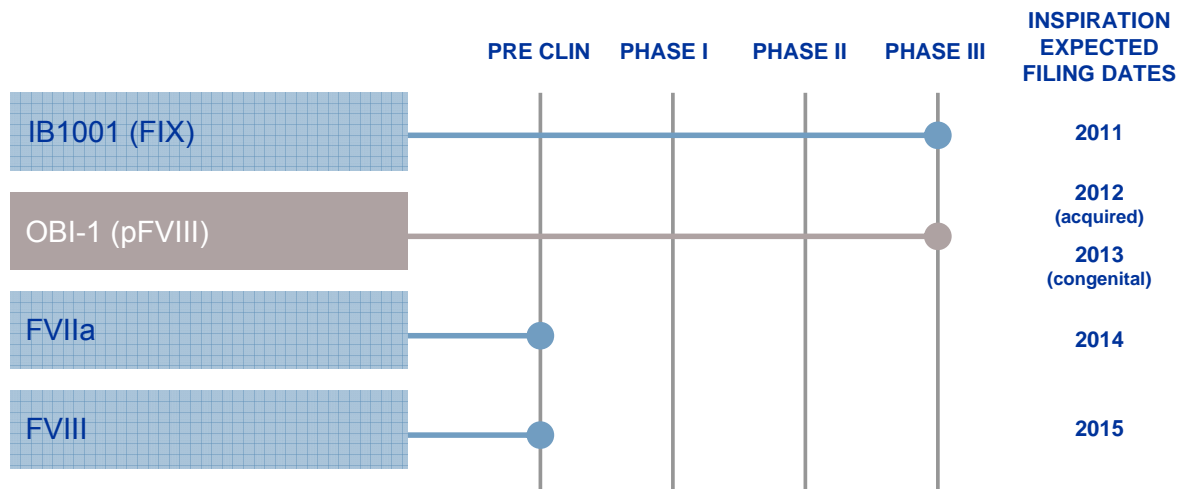 INSPIRATION
EXPECTED
FILING DATES
PRE CLIN PHASE I PHASE II PHASE III
IB1001 (FIX)
2011
OBI-1 (pFVIII)
2012
(acquired)
2013
(congenital)
FVIIa
2014
FVIII
2015